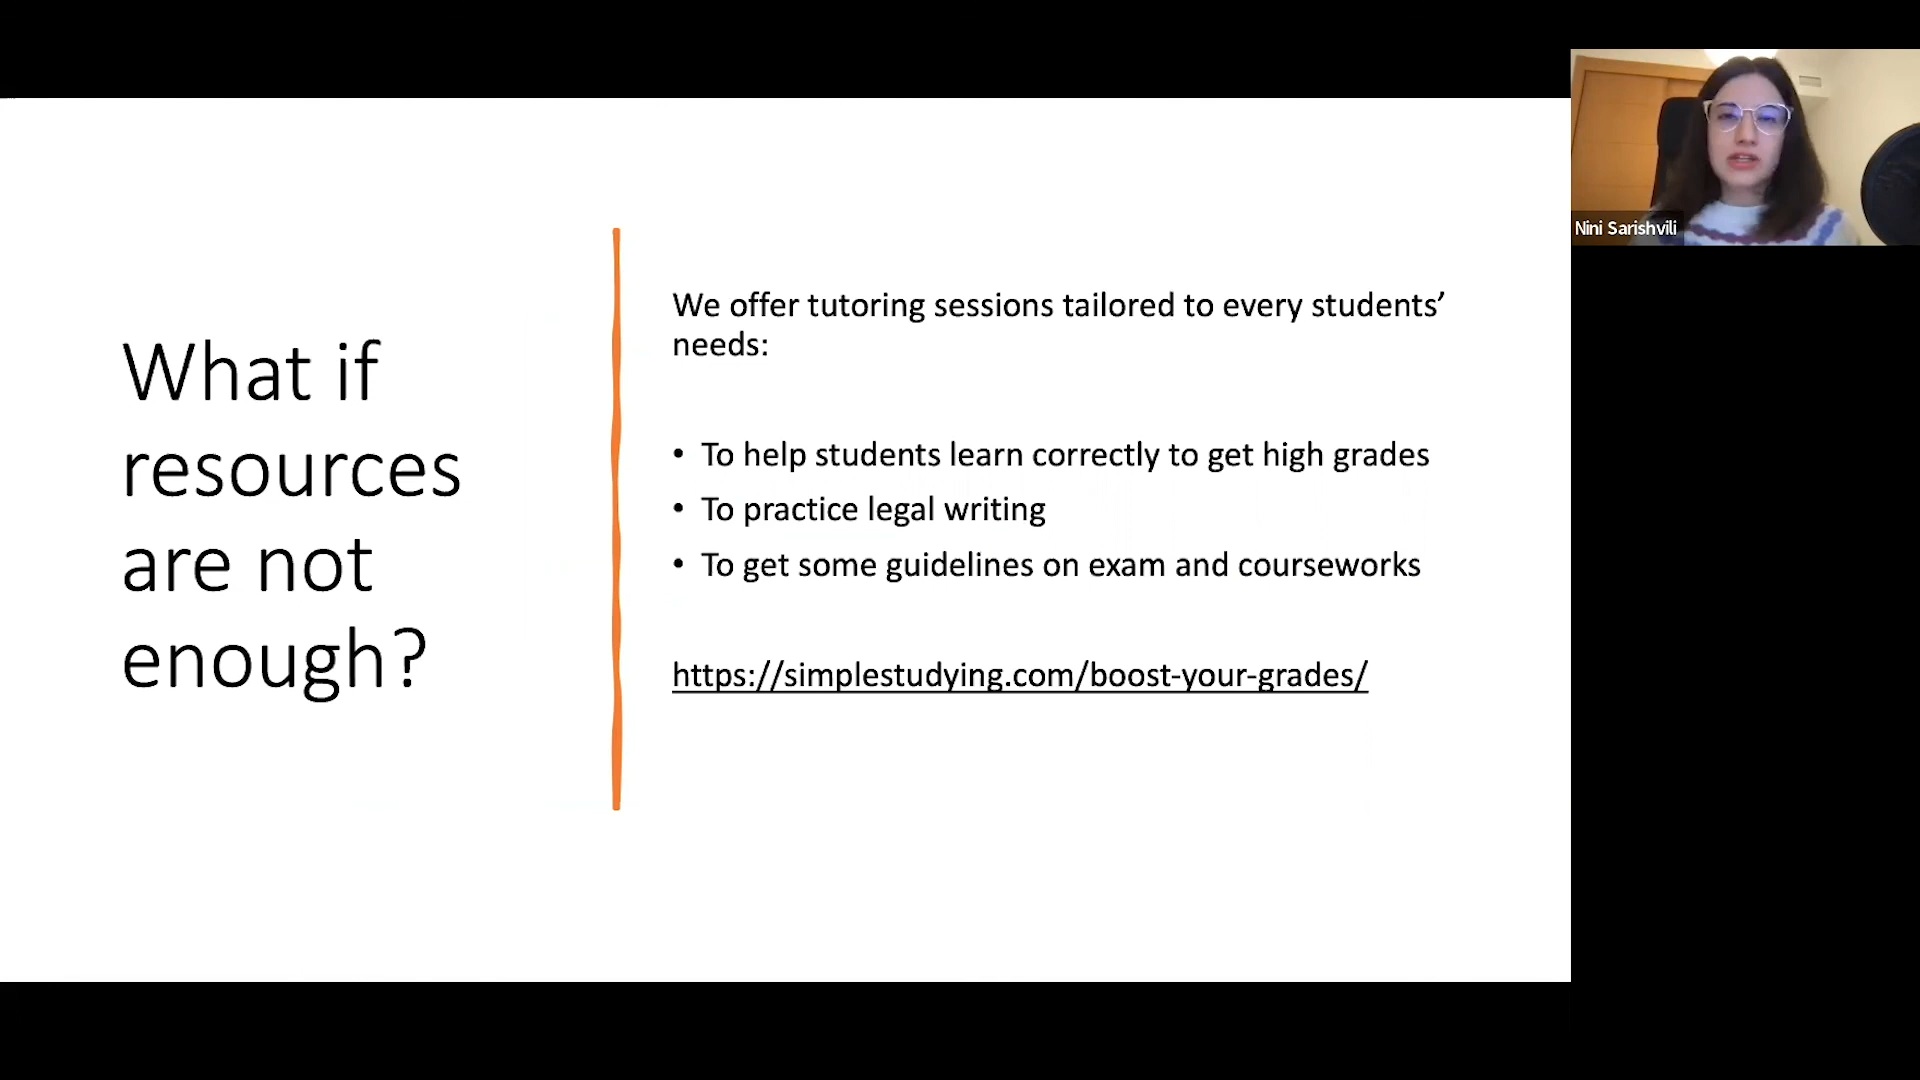 What if
resources
are not
enough?
We offer tutoring sessions tailored to every students’
needs:
• To help students learn correctly to get high grades
• To practice legal writing
• To get some guidelines on exam and courseworks
https://simplestudying.com/boost-your-grades/
Nini Sarishvili